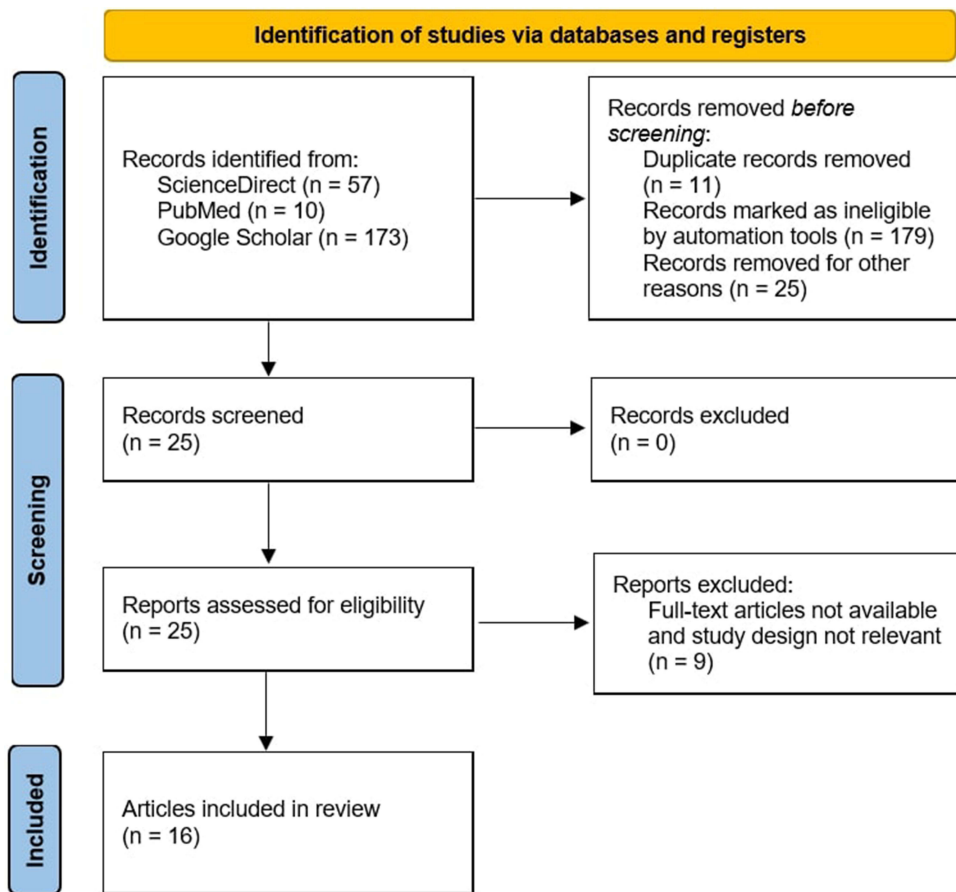 Identification of studies via databases and registers
Identification
Records identified from:
ScienceDirect (n = 57)
PubMed (n = 10)
Google Scholar (n = 173)
Records removed before
screening:
Duplicate records removed
(n = 11)
Records marked as ineligible
by automation tools (n = 179)
Records removed for other
reasons (n = 25)
Screening
Records screened
(n = 25)
Records excluded
(n = 0)
Reports assessed for eligibility
(n = 25)
Reports excluded:
Full-text articles not available
and study design not relevant
(n = 9)
Included
Articles included in review
(n = 16)